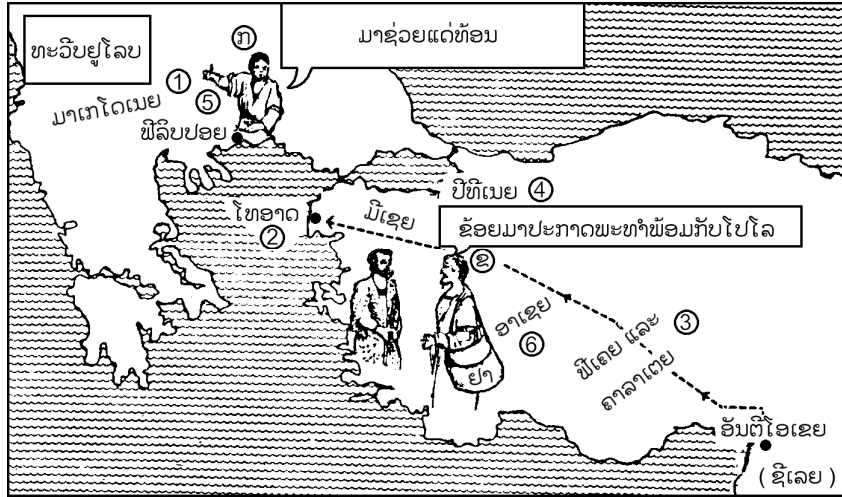 ທະວີບຢູໂລບ
ກ
ມາຊ່ວຍແດ່ທ້ອນ
1
5
ມາເກໂດເນຍ
ຟີລິບປອຍ
ປີທີເນຍ 4
ໂທອາດ
2
ມີເຊຍ
ຂ້ອຍມາປະກາດພະທຳພ້ອມກັບໂປໂລ
ຂ
ອາເຊຍ
6
3
ຟີເຄຍ ແລະ
ຄາລາເຕຍ
ຢາ
ອັນຕີໂອເຂຍ
( ຊີເລຍ )